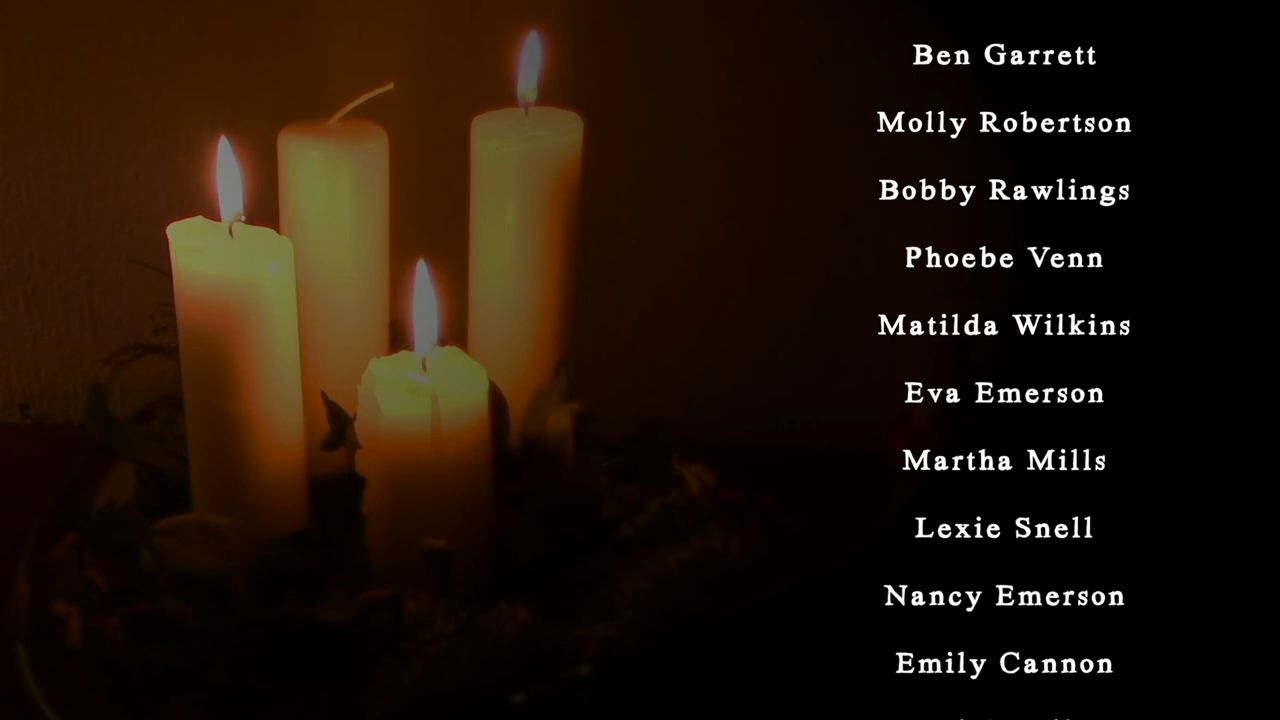 Ben Garrett
Molly Robertson
Bobby Rawlings
Phoebe Venn
Matilda Wilkins
Eva Emerson
Martha Mills
Lexie Snell
Nancy Emerson
Emily Cannon